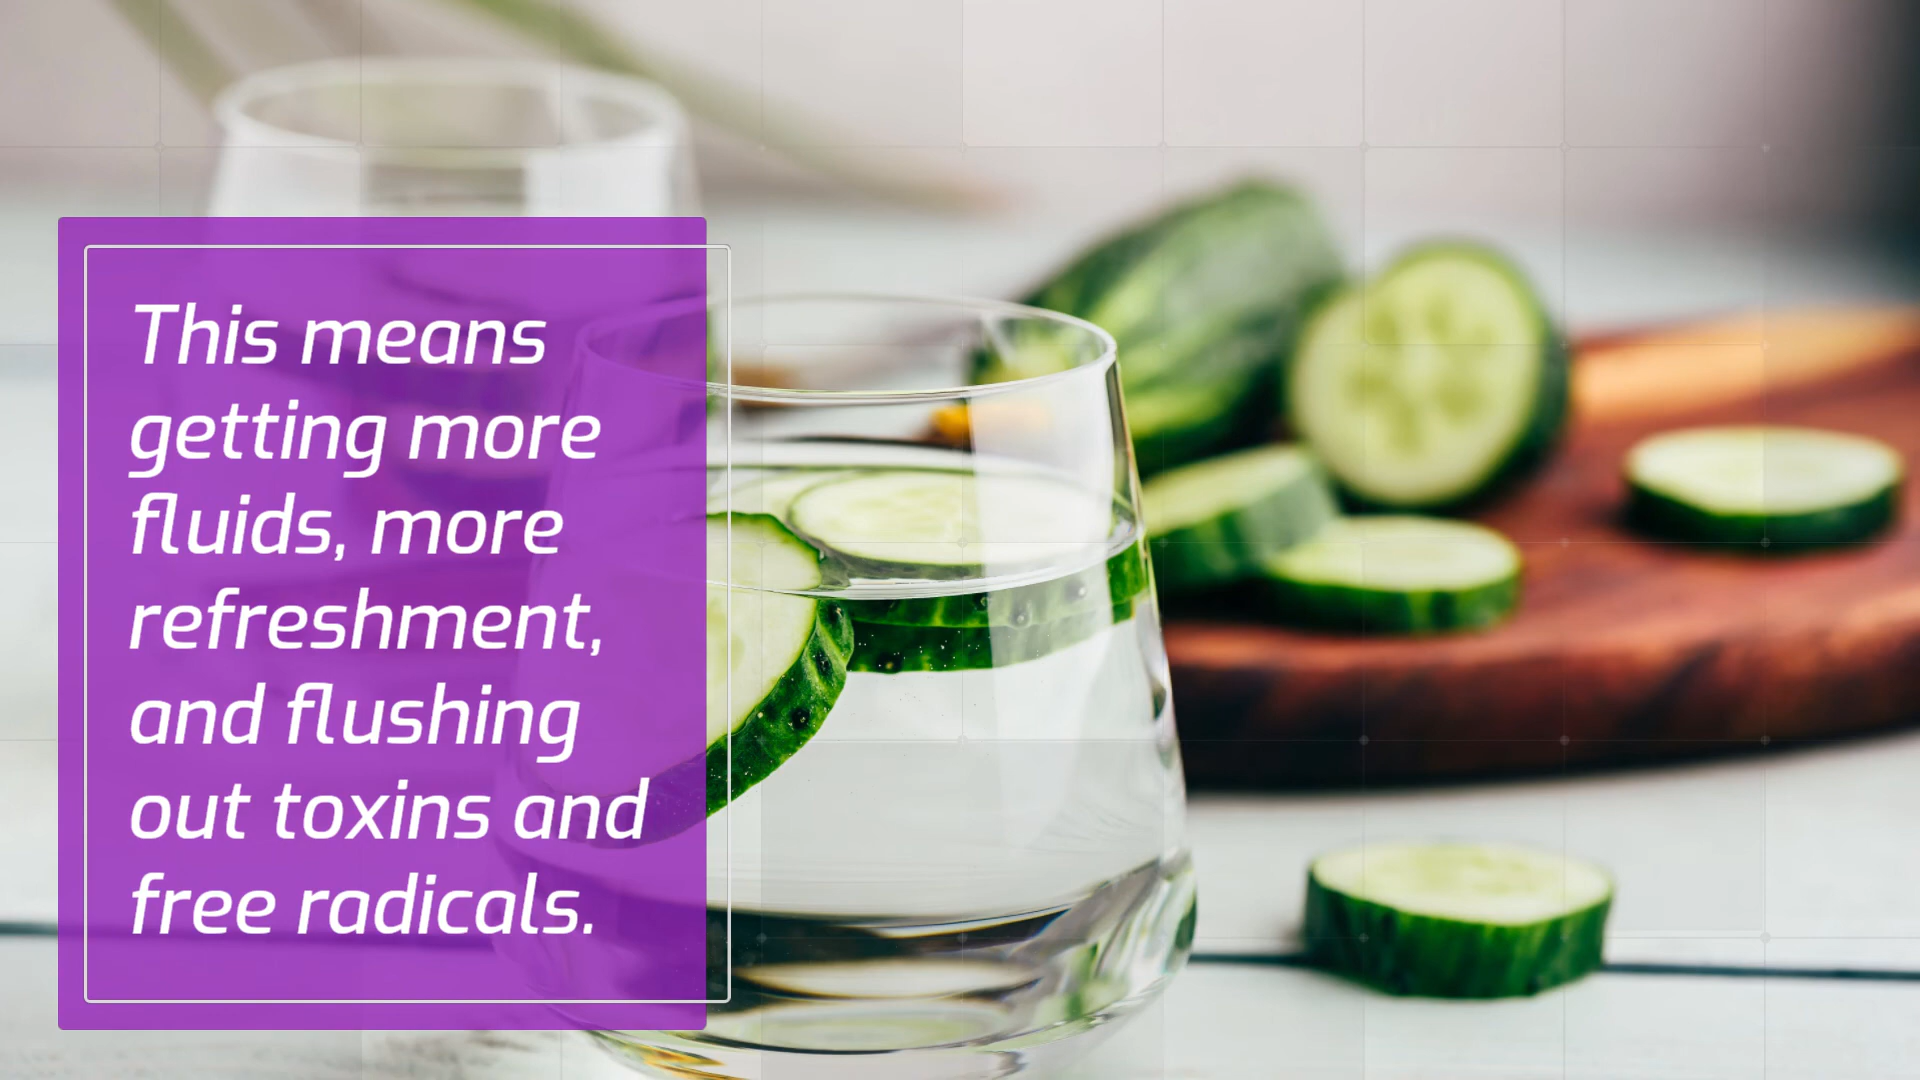 This means
getting more
fluids, more
refreshment,
and flushing
out toxins and
free radicals.